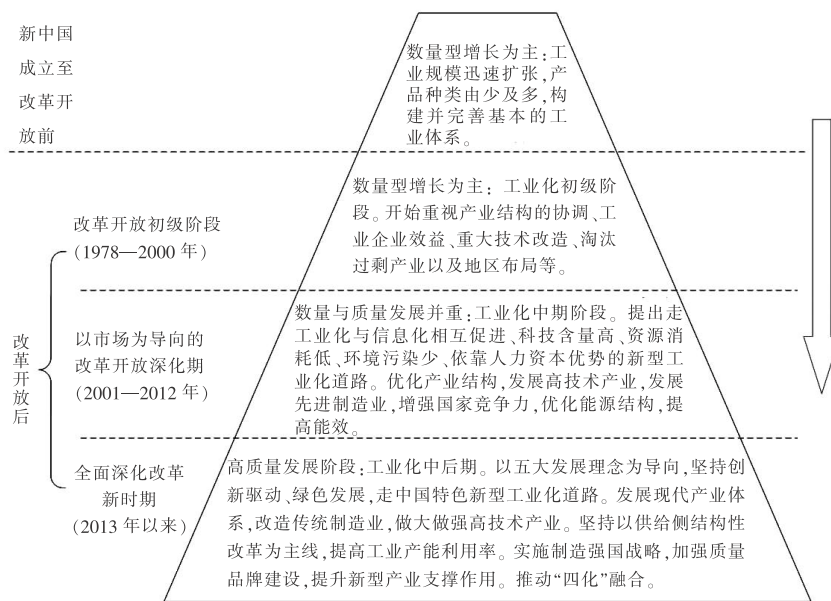 新中国
成立至
改革开
放前
数量型增长为主:工
业规模迅速扩张,产
品种类由少及多,构
建并完善基本的工
业体系。
改革开放后
改革开放初级阶段
(1978—2000 年)
数量型增长为主: 工业化初级阶
段。开始重视产业结构的协调、工
业企业效益、重大技术改造、淘汰
过剩产业以及地区布局等。
以市场为导向的
改革开放深化期
(2001—2012 年)
数量与质量发展并重:工业化中期阶段。提出走
工业化与信息化相互促进、科技含量高、资源消
耗低、环境污染少、依靠人力资本优势的新型工
业化道路。优化产业结构,发展高技术产业,发展
先进制造业,增强国家竞争力,优化能源结构,提
高能效。
全面深化改革
新时期
(2013 年以来)
高质量发展阶段:工业化中后期。以五大发展理念为导向,坚持创
新驱动、绿色发展,走中国特色新型工业化道路。发展现代产业体
系,改造传统制造业,做大做强高技术产业。坚持以供给侧结构性
改革为主线,提高工业产能利用率。实施制造强国战略,加强质量
品牌建设,提升新型产业支撑作用。推动“四化”融合。